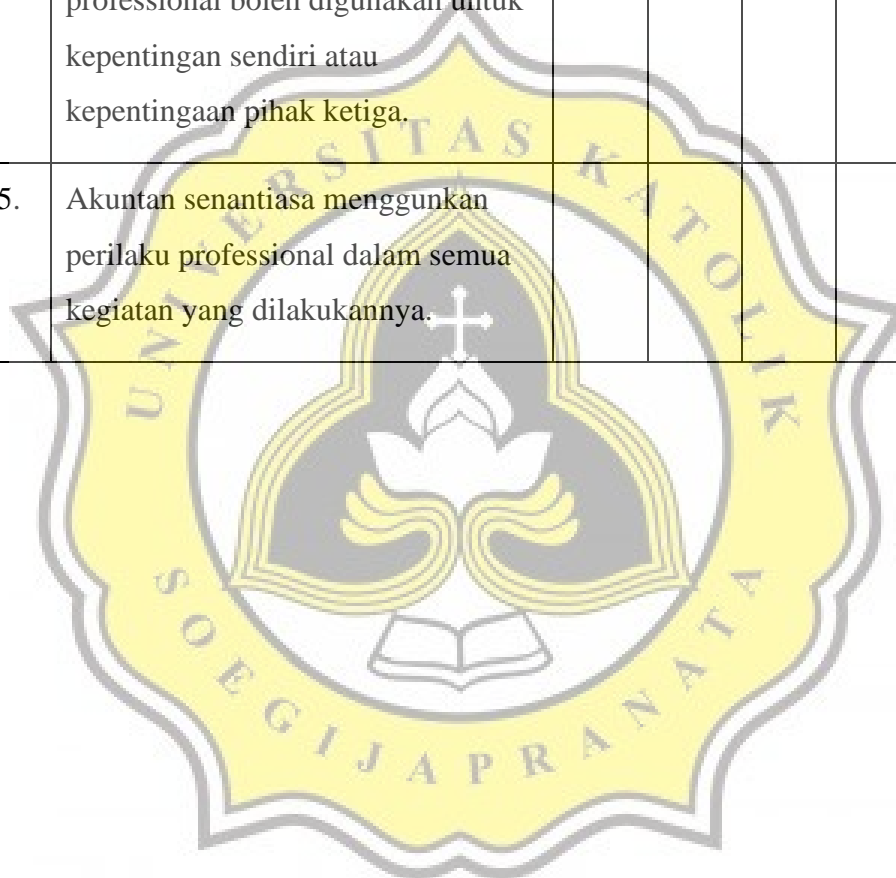 professional boleh digunakan untuk
kepentingan sendiri atau
kepentingaan pihak ketiga.
5. Akuntan senantiasa menggunkan
perilaku professional dalam semua
kegiatan yang dilakukannya.
UNIVERSITAS KATOLIK
SOEGIJAPRANATA